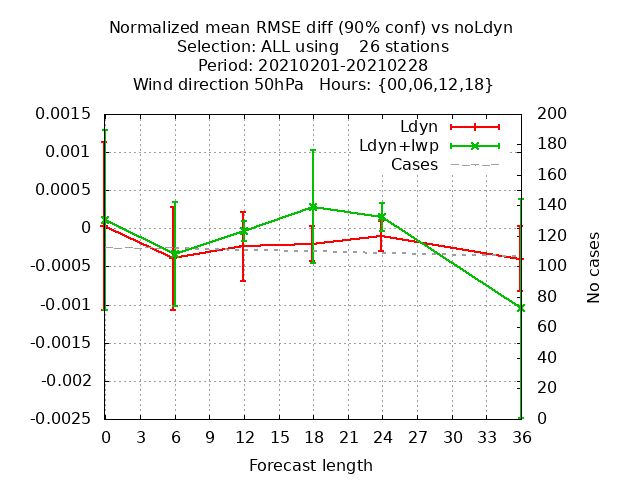 Normalized mean RMSE diff (90% conf) vs noLdyn
Selection: ALL using    26 stations
Period: 20210201-20210228
Wind direction 50hPa   Hours: {00,06,12,18}
Ldyn
Ldyn+lwp
Cases
0.0015
0.001
0.0005
0
-0.0005
-0.001
-0.0015
-0.002
-0.0025
200
180
160
140
120
100
80
60
40
20
0
No cases
0 3 6 9 12 15 18 21 24 27 30 33 36
Forecast length